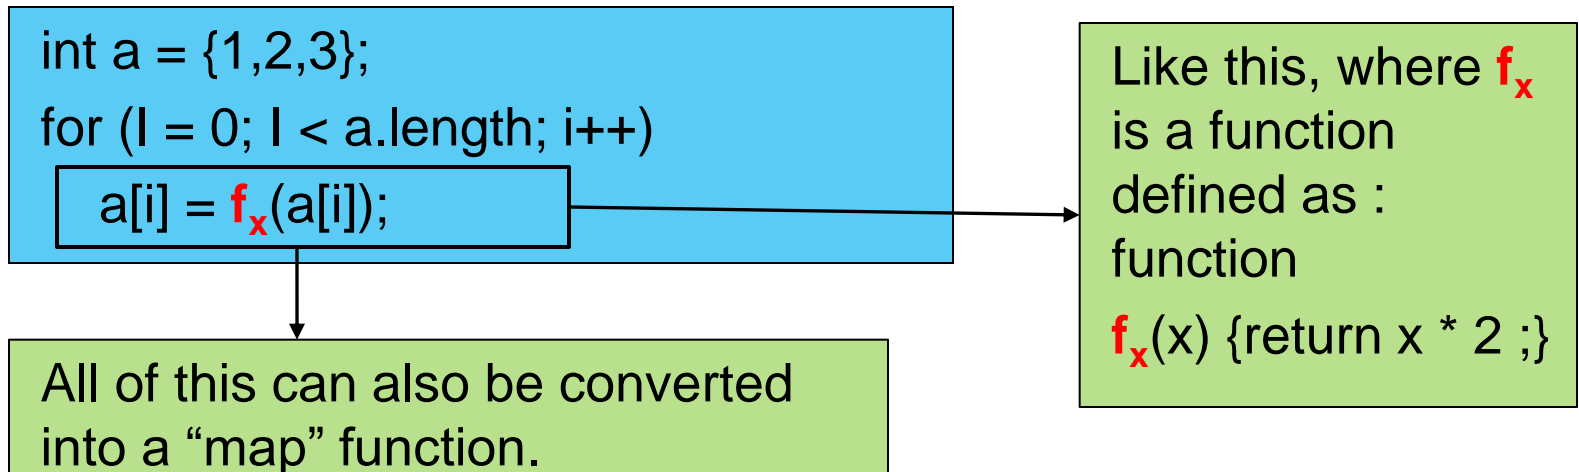 int a = {1,2,3};
for (I = 0; I < a.length; i++)
a[i] = fx(a[i]);
Like this, where fx
is a function
defined as :
function
fx(x) {return x * 2 ;}
All of this can also be converted
into a “map” function.